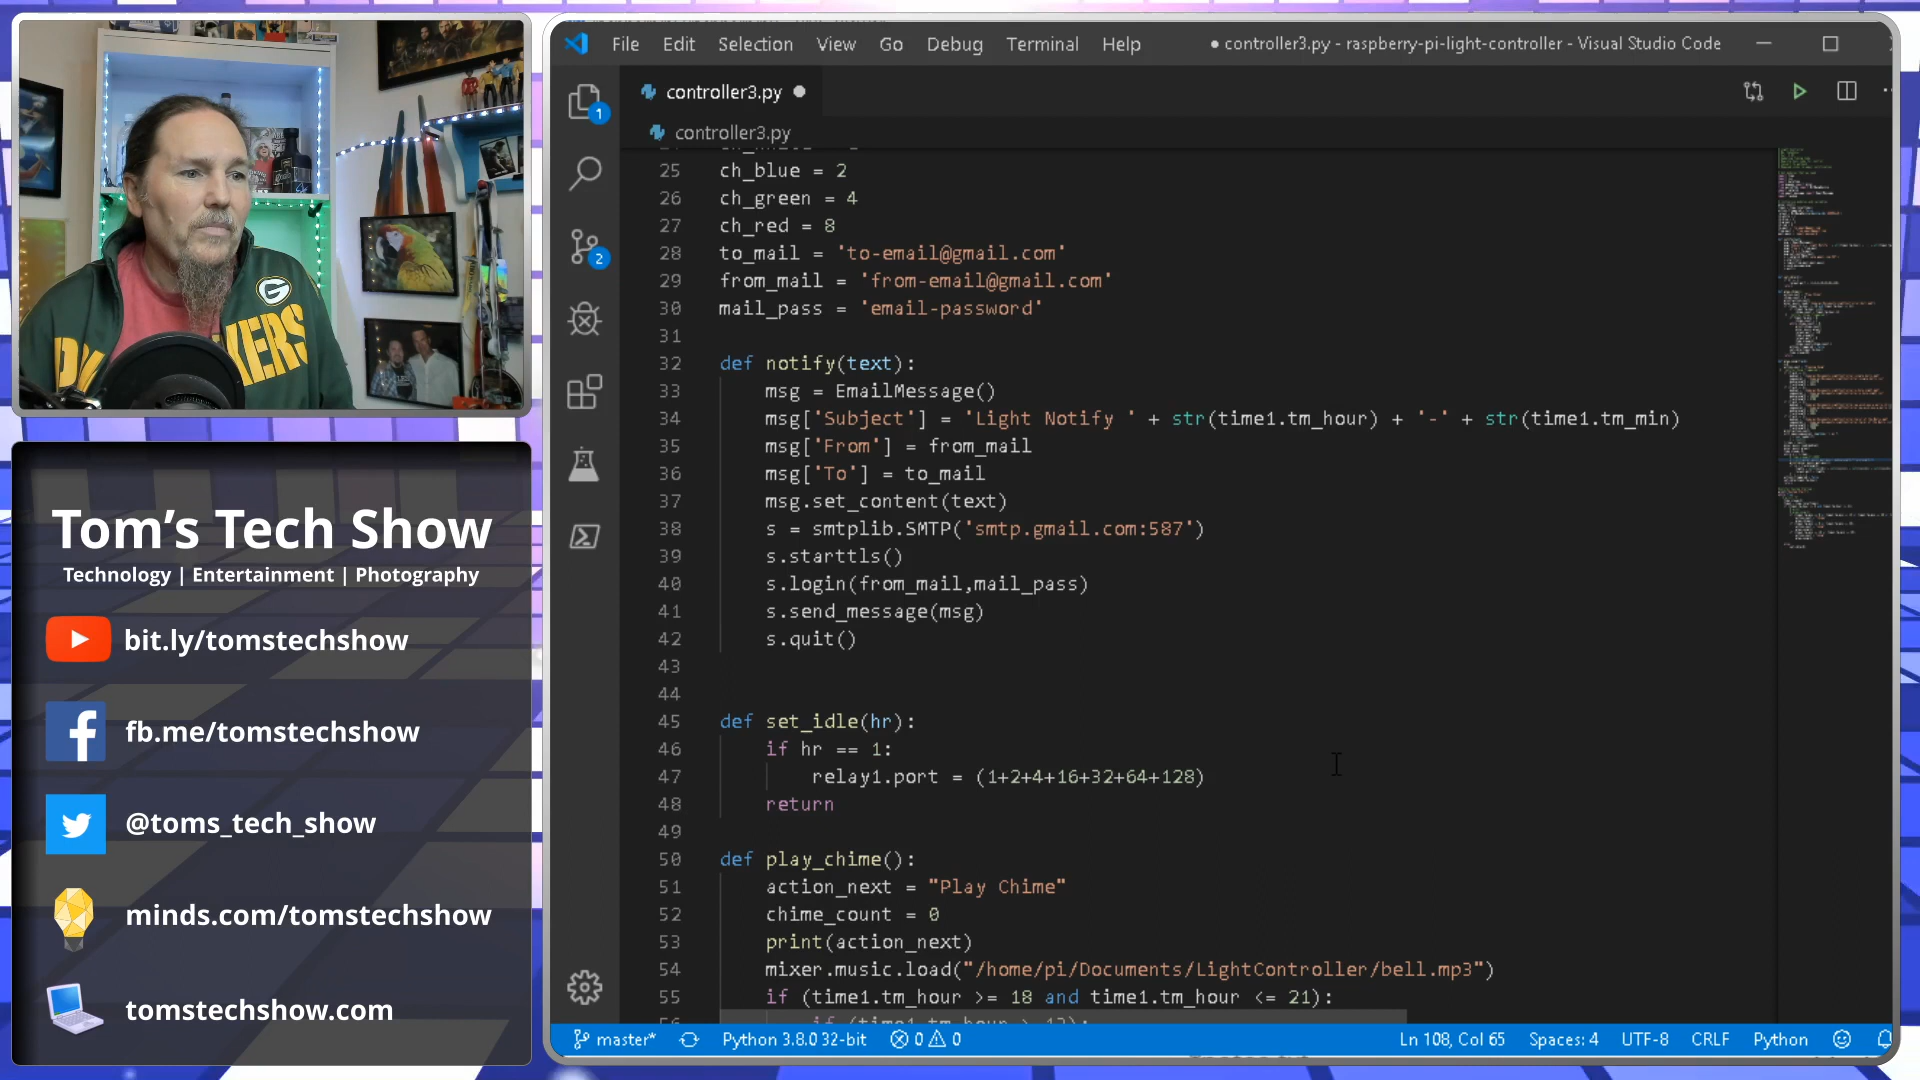 File Edit Selection View Go Debug Terminal Help
● controller3.py - raspberry-pi-light-controller - Visual Studio Code
controller3.py
controller3.py
1
2
25 ch_blue = 2
26 ch_green = 4
27 ch_red = 8
28 to_mail = 'to-email@gmail.com'
29 from_mail = 'from-email@gmail.com'
30 mail_pass = 'email-password'
31
32 def notify(text):
33 msg = EmailMessage()
34 msg['Subject'] = 'Light Notify ' + str(time1.tm_hour) + '-' + str(time1.tm_min)
35 msg['From'] = from_mail
36 msg['To'] = to_mail
37 msg.set_content(text)
38 s = smtplib.SMTP('smtp.gmail.com:587')
39 s.starttls()
40 s.login(from_mail,mail_pass)
41 s.send_message(msg)
42 s.quit()
43
44
45 def set_idle(hr):
46 if hr == 1:
47 relay1.port = (1+2+4+16+32+64+128)
48 return
49
50 def play_chime():
51 action_next = "Play Chime"
52 chime_count = 0
53 print(action_next)
54 mixer.music.load("/home/pi/Documents/LightController/bell.mp3")
55 if (time1.tm_hour >= 18 and time1.tm_hour <= 21):
master* Python 3.8.0 32-bit 0 0 Ln 108, Col 65 Spaces: 4 UTF-8 CRLF Python
PACKERS
G
Tom's Tech Show
Technology | Entertainment | Photography
bit.ly/tomstechshow
fb.me/tomstechshow
@toms_tech_show
minds.com/tomstechshow
tomstechshow.com